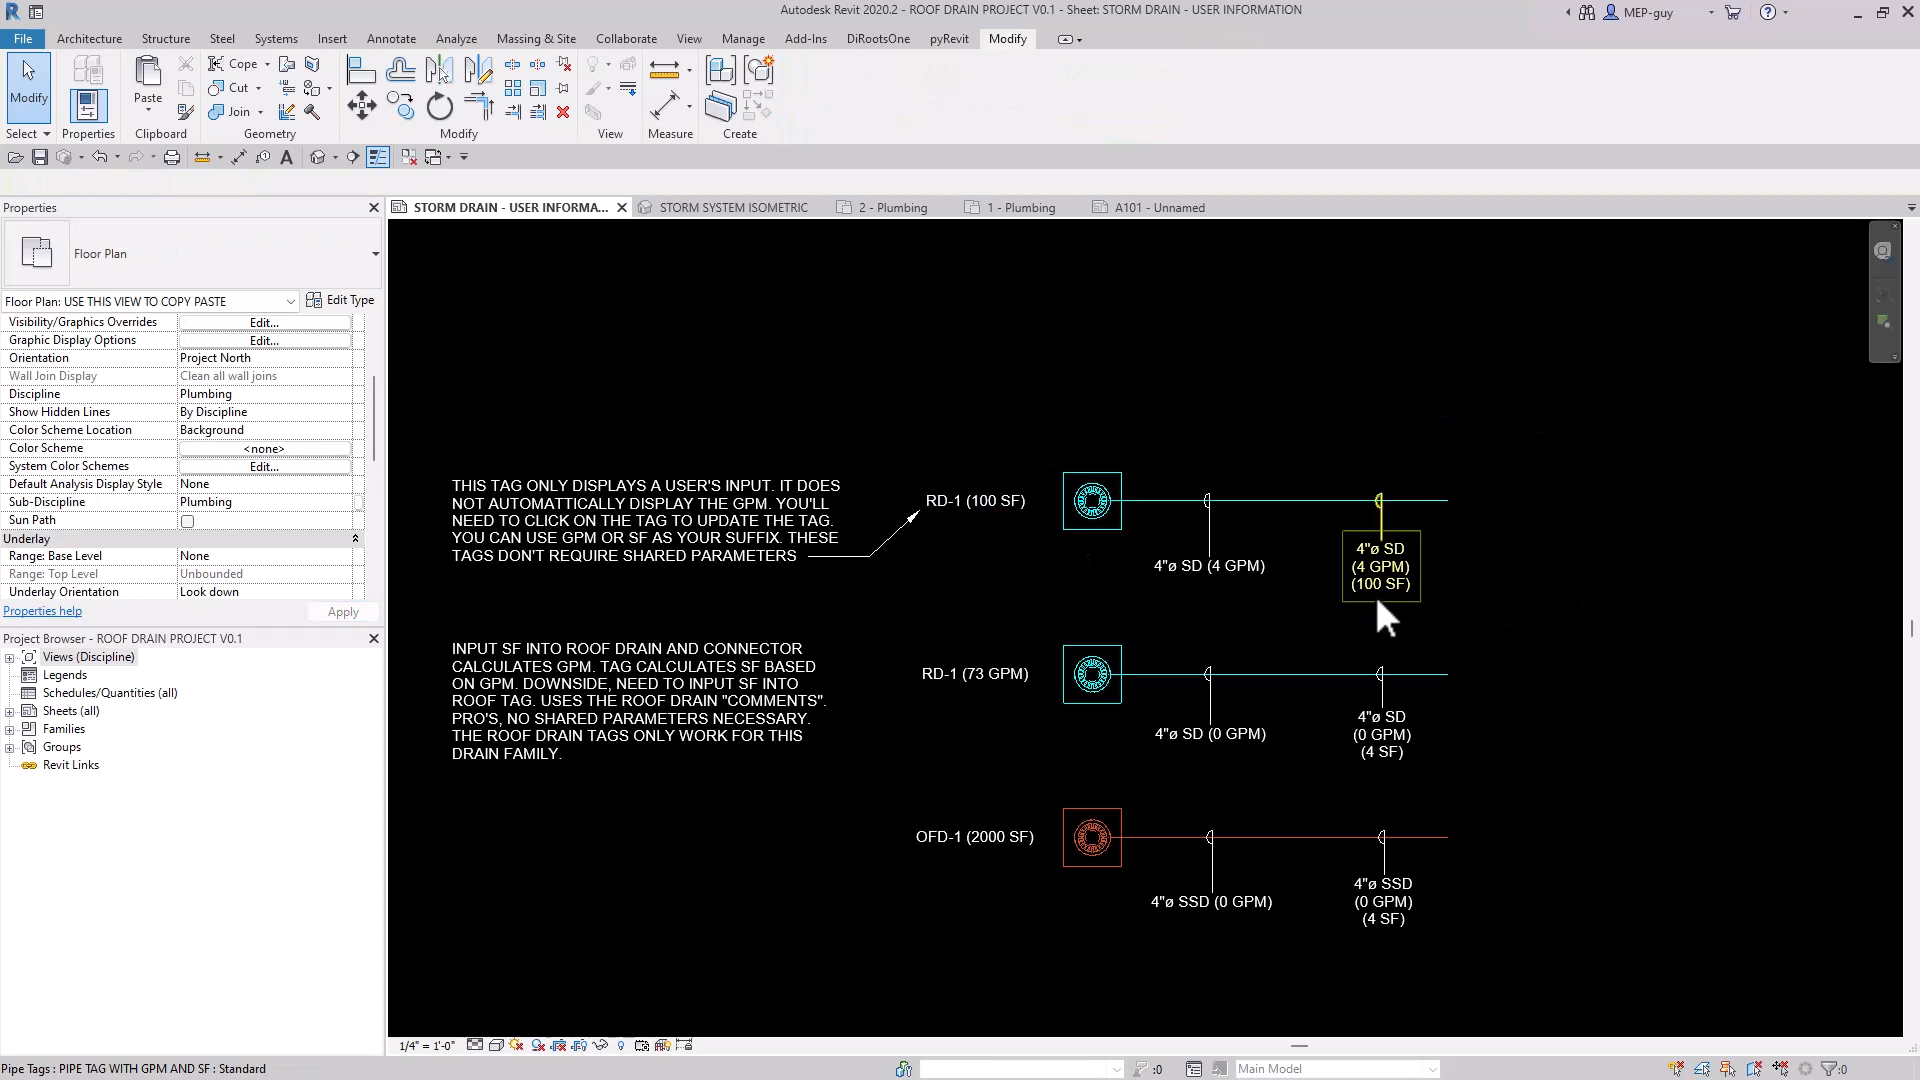 Autodesk Revit 2020.2 - ROOF DRAIN PROJECT V0.1 - Sheet: STORM DRAIN - USER INFORMATION
MEP-guy
File Architecture Structure Steel Systems Insert Annotate Analyze Massing & Site Collaborate View Manage Add-Ins DiRootsOne pyRevit Modify
Modify Paste Cope Cut Join
Select Properties Clipboard Geometry Modify View Measure Create
Properties
STORM DRAIN - USER INFORMA... STORM SYSTEM ISOMETRIC 2 - Plumbing 1 - Plumbing A101 - Unnamed
Floor Plan
Floor Plan: USE THIS VIEW TO COPY PASTE Edit Type
Visibility/Graphics Overrides Edit...
Graphic Display Options Edit...
Orientation Project North
Wall Join Display Clean all wall joins
Discipline Plumbing
Show Hidden Lines By Discipline
Color Scheme Location Background
Color Scheme <none>
System Color Schemes Edit...
Default Analysis Display Style None
Sub-Discipline Plumbing
Sun Path
Underlay
Range: Base Level None
Range: Top Level Unbounded
Underlay Orientation Look down
Properties help Apply
Project Browser - ROOF DRAIN PROJECT V0.1
Views (Discipline)
Legends
Schedules/Quantities (all)
Sheets (all)
Families
Groups
Revit Links
THIS TAG ONLY DISPLAYS A USER'S INPUT. IT DOES
NOT AUTOMATTICALLY DISPLAY THE GPM. YOU'LL
NEED TO CLICK ON THE TAG TO UPDATE THE TAG.
YOU CAN USE GPM OR SF AS YOUR SUFFIX. THESE
TAGS DON'T REQUIRE SHARED PARAMETERS
RD-1 (100 SF)
4"ø SD (4 GPM)
4"ø SD
(4 GPM)
(100 SF)
INPUT SF INTO ROOF DRAIN AND CONNECTOR
CALCULATES GPM. TAG CALCULATES SF BASED
ON GPM. DOWNSIDE, NEED TO INPUT SF INTO
ROOF TAG. USES THE ROOF DRAIN "COMMENTS".
PRO'S, NO SHARED PARAMETERS NECESSARY.
THE ROOF DRAIN TAGS ONLY WORK FOR THIS
DRAIN FAMILY.
RD-1 (73 GPM)
4"ø SD (0 GPM)
4"ø SD
(0 GPM)
(4 SF)
OFD-1 (2000 SF)
4"ø SSD (0 GPM)
4"ø SSD
(0 GPM)
(4 SF)
1/4" = 1'-0"
Pipe Tags : PIPE TAG WITH GPM AND SF : Standard :0 Main Model :0